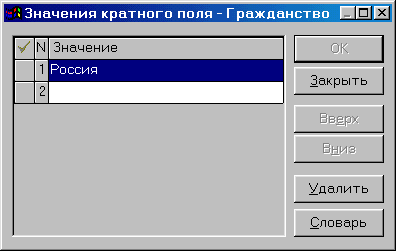 Значения кратного поля - Гражданство
N Значение
1 Россия
2
OK
Закрыть
Вверх
Вниз
Удалить
Словарь